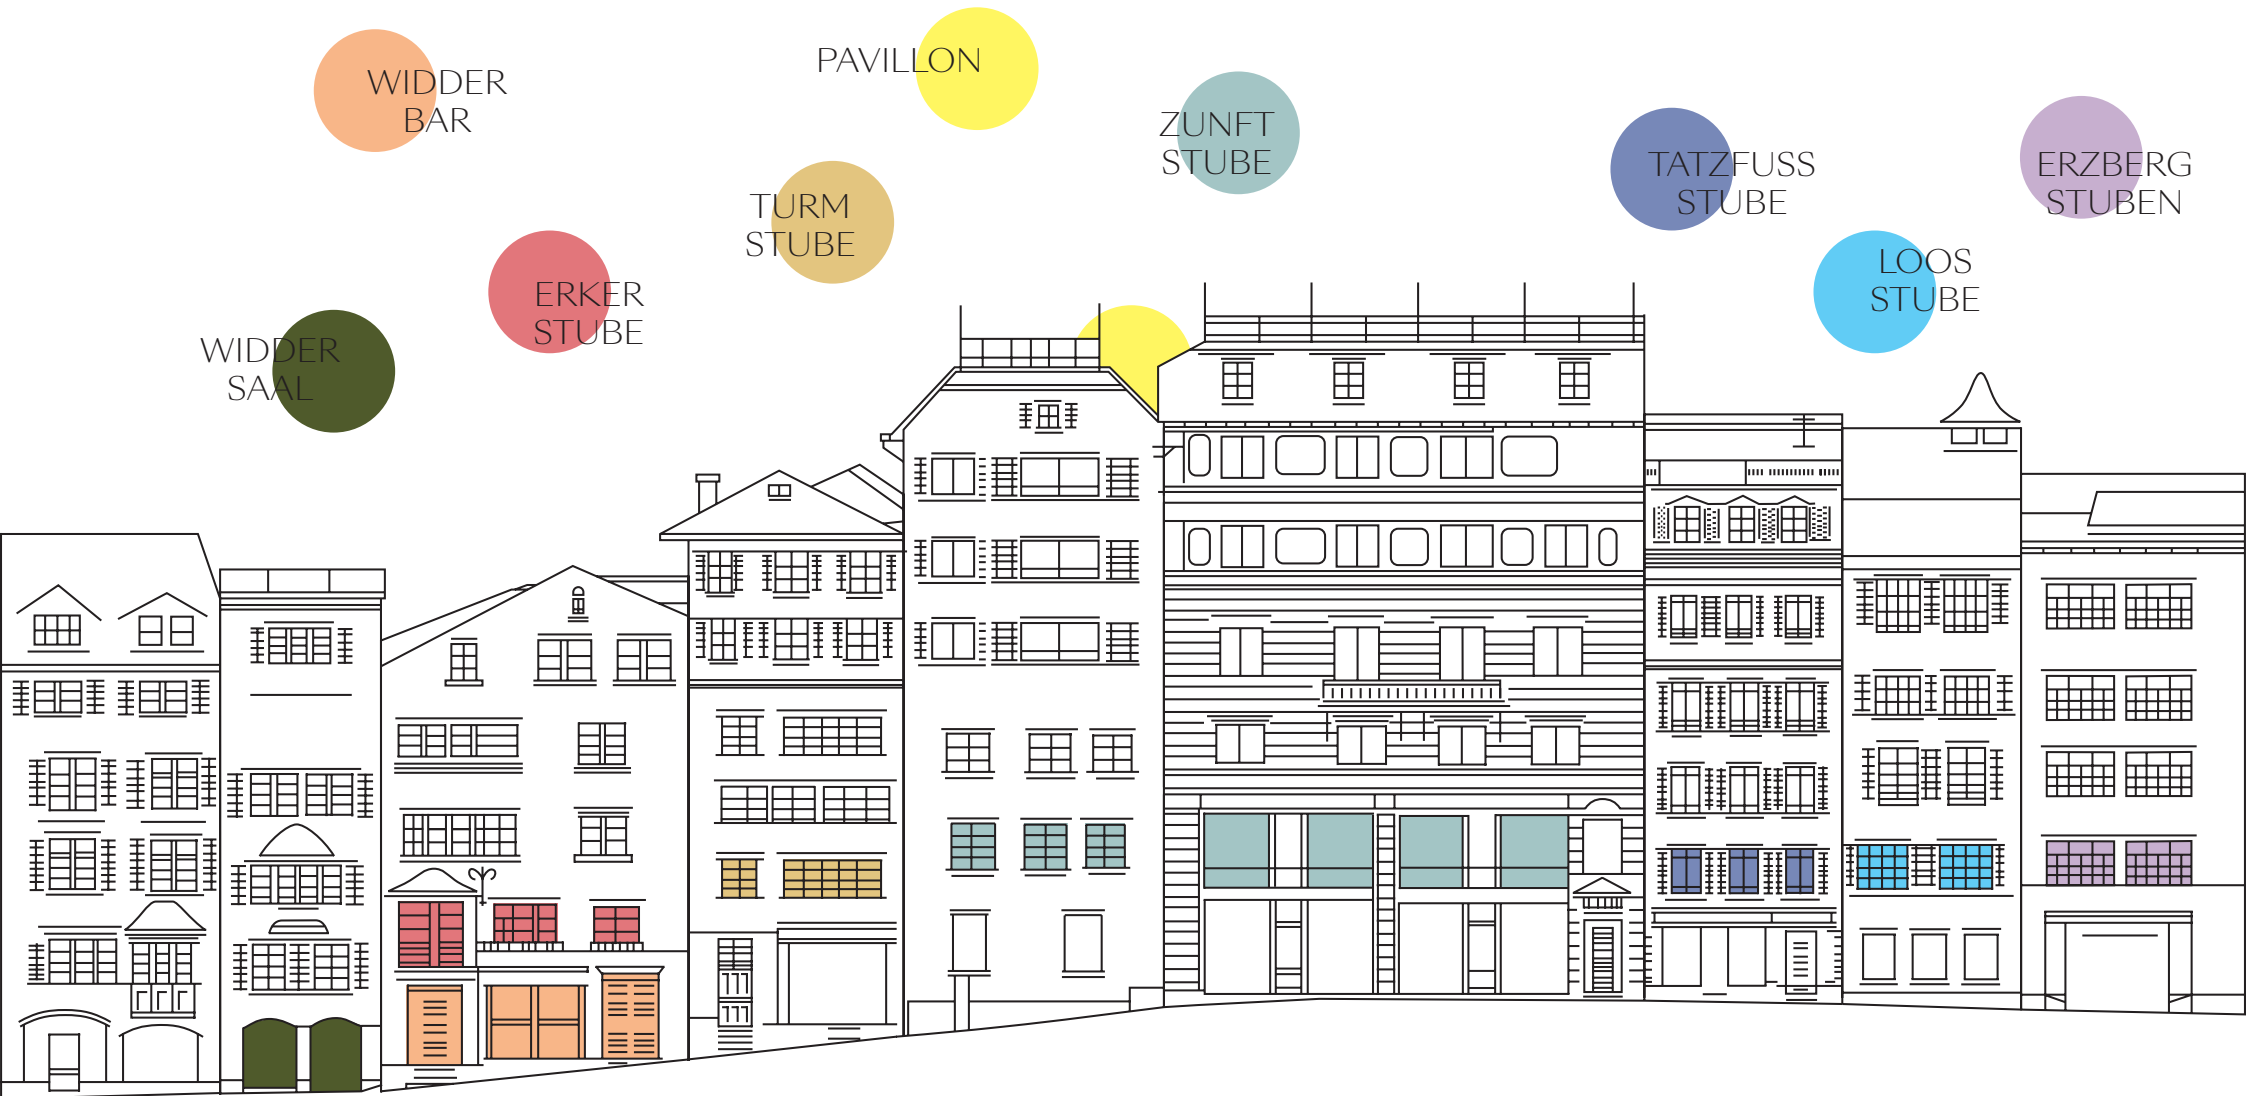 WIDDER
BAR
PAVILLON
ZUNFT
STUBE
TATZFUSS
STUBE
ERZBERG
STUBEN
TURM
STUBE
ERKER
STUBE
LOOS
STUBE
WIDDER
SAAL